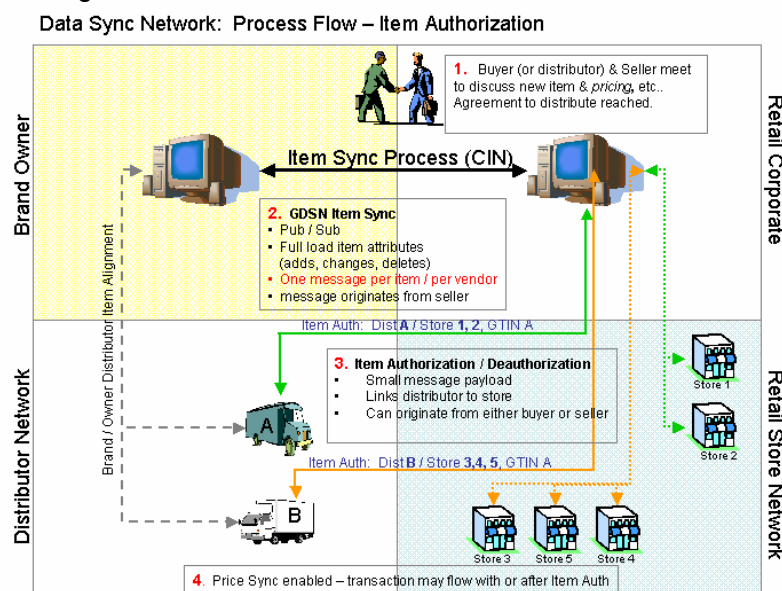 Data Sync Network: Process Flow – Item Authorization
1. Buyer (or distributor) & Seller meet
to discuss new item & pricing, etc..
Agreement to distribute reached.
Brand Owner
Retail Corporate
Item Sync Process (CIN)
2. GDSN Item Sync
• Pub / Sub
• Full load item attributes
(adds, changes, deletes)
• One message per item / per vendor
• message originates from seller
Brand / Owner Distributor Item Alignment
Item Auth: Dist A / Store 1, 2, GTIN A
3. Item Authorization / Deauthorization
▪ Small message payload
▪ Links distributor to store
▪ Can originate from either buyer or seller
Store 1
Store 2
A
Distributor Network
Retail Store Network
Item Auth: Dist B / Store 3,4, 5, GTIN A
B
Store 3
Store 5
Store 4
4. Price Sync enabled – transaction may flow with or after Item Auth